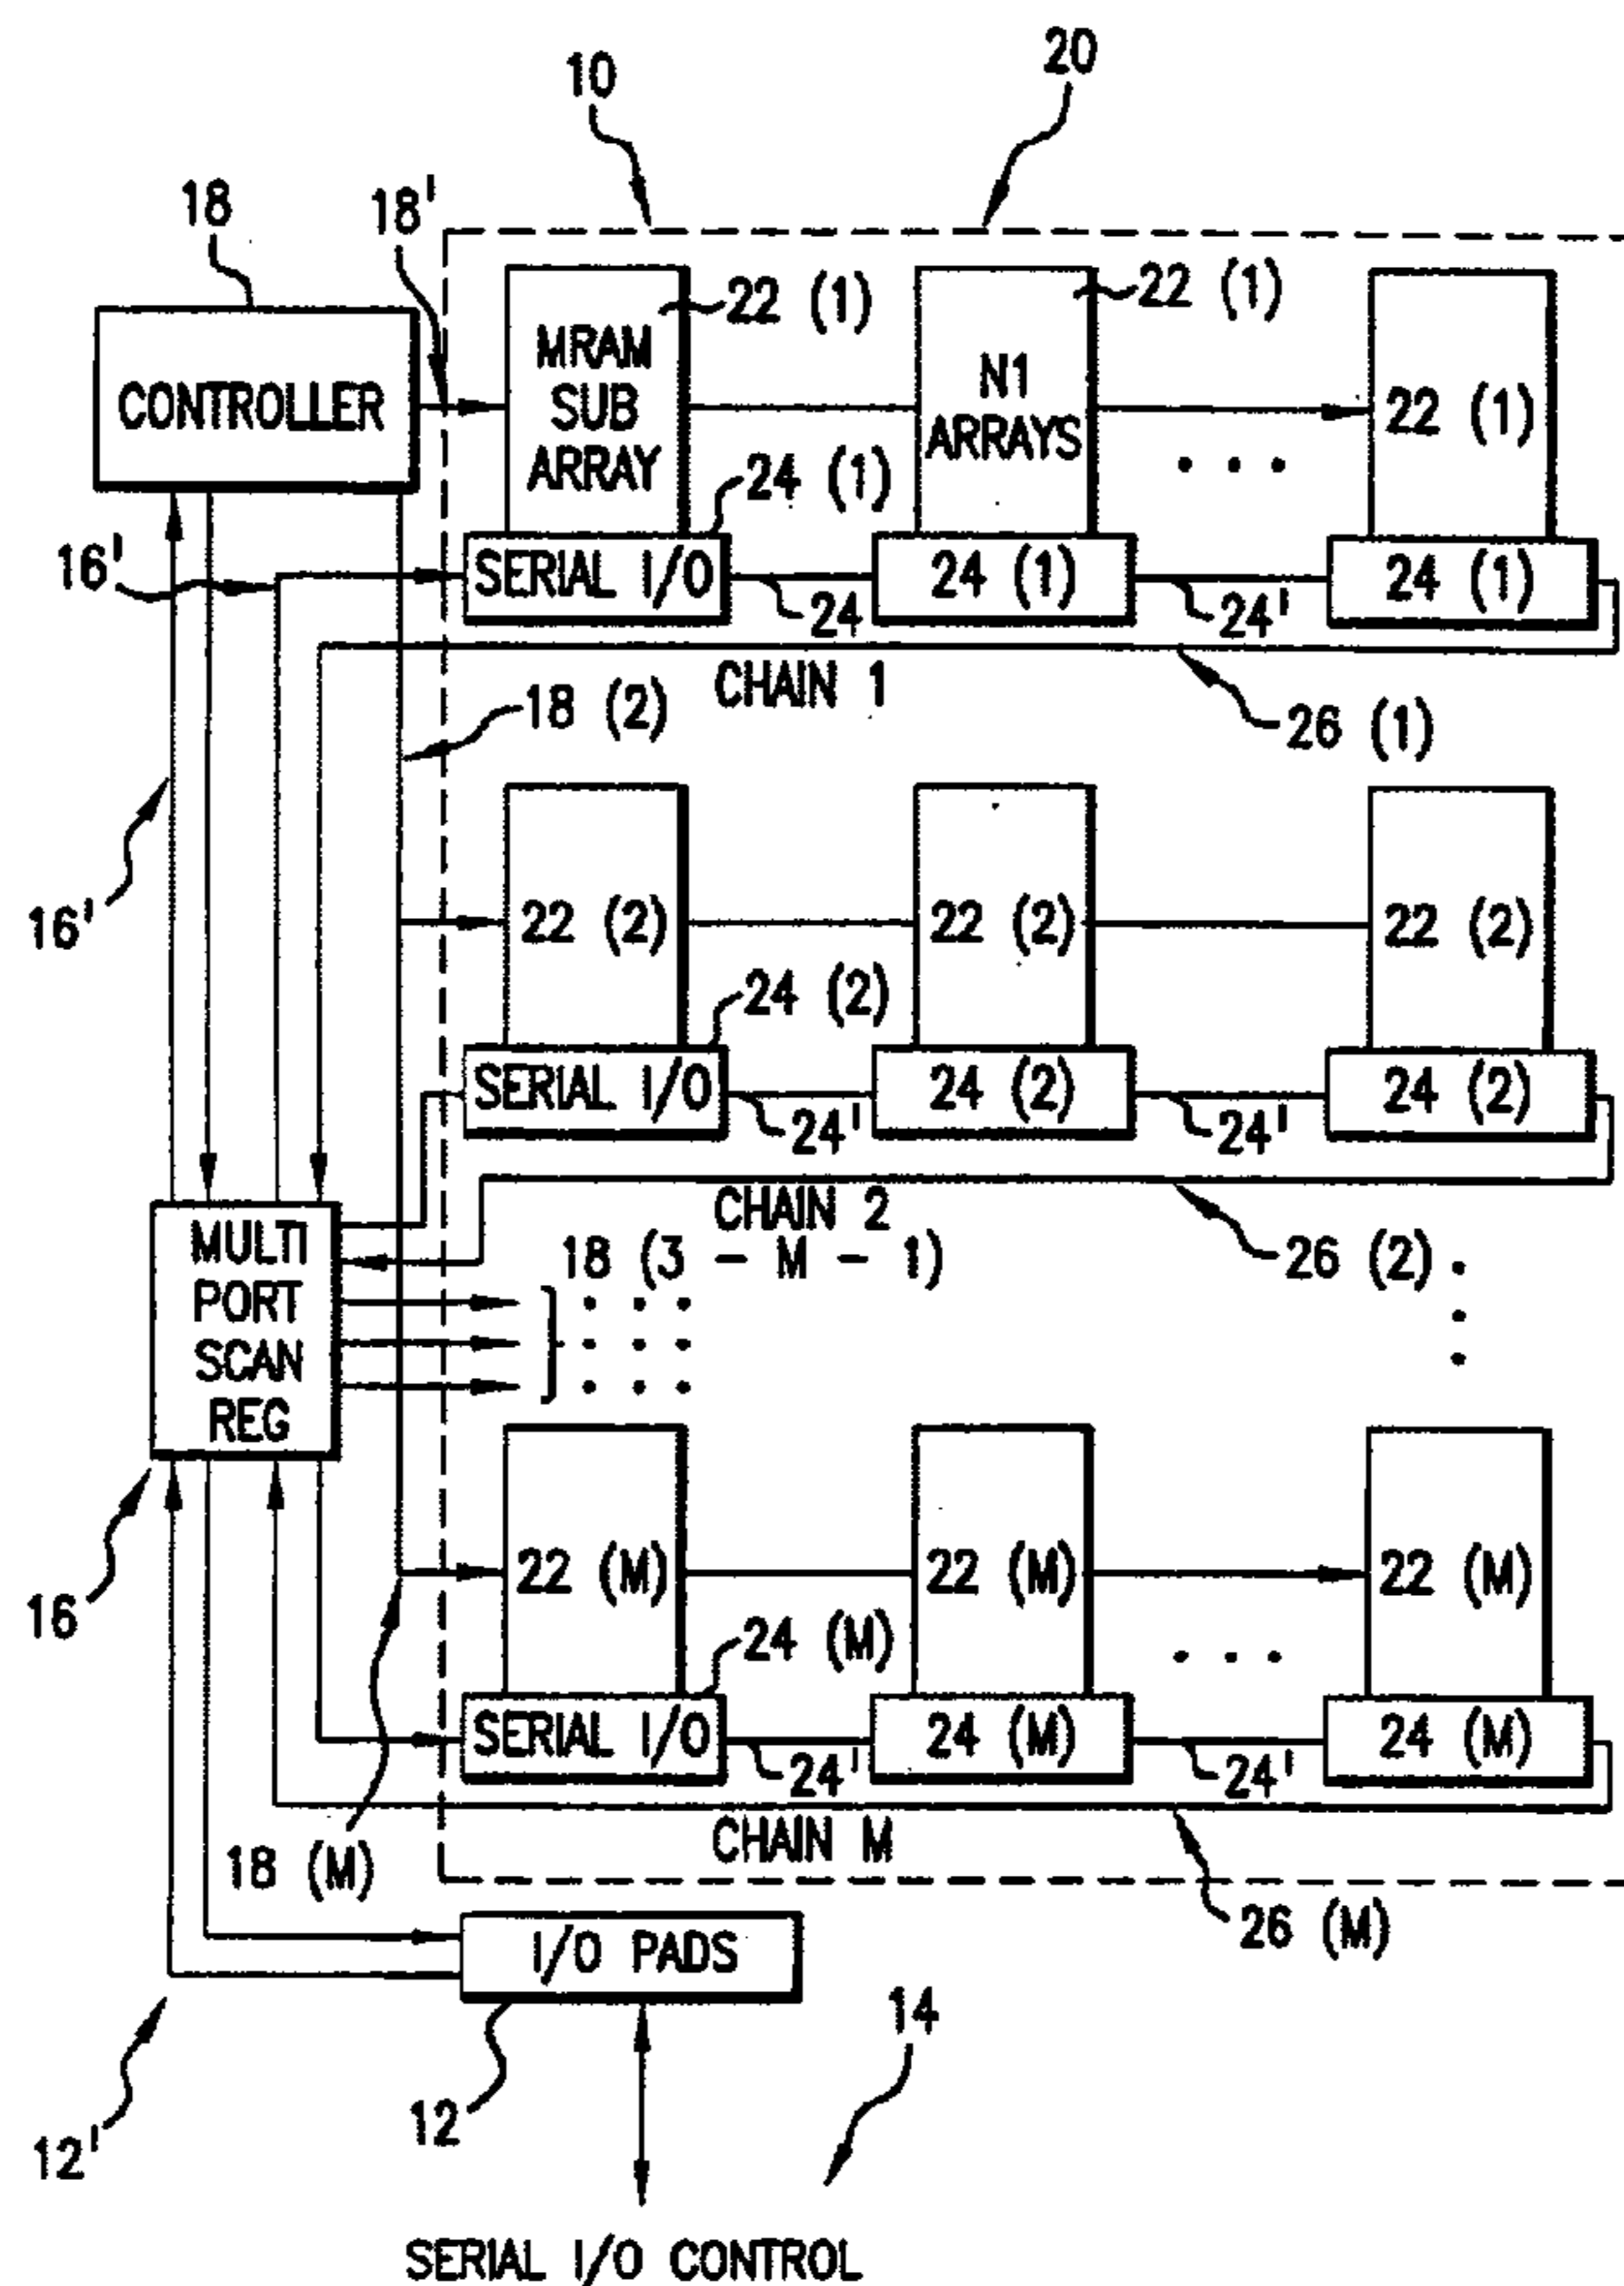 10
20
18
18'
CONTROLLER
MRAM
SUB
ARRAY
22 (1)
N1
ARRAYS
22 (1)
22 (1)
24 (1)
16'
SERIAL I/O
24
24 (1)
24'
24 (1)
CHAIN 1
18 (2)
26 (1)
16'
22 (2)
22 (2)
22 (2)
24 (2)
SERIAL I/O
24'
24 (2)
24'
24 (2)
CHAIN 2
26 (2)
18 (3 - M - 1)
MULTI
PORT
SCAN
REG
16
22 (M)
22 (M)
22 (M)
24 (M)
SERIAL I/O
24'
24 (M)
24'
24 (M)
CHAIN M
18 (M)
26 (M)
I/O PADS
12
14
12'
SERIAL I/O CONTROL